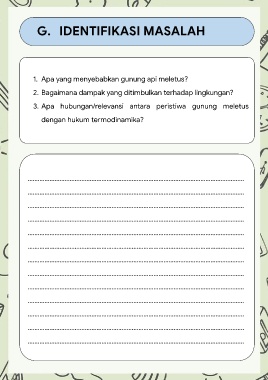 G. IDENTIFIKASI MASALAH
1. Apa yang menyebabkan gunung api meletus?
2. Bagaimana dampak yang ditimbulkan terhadap lingkungan?
3. Apa hubungan/relevansi antara peristiwa gunung meletus
dengan hukum termodinamika?